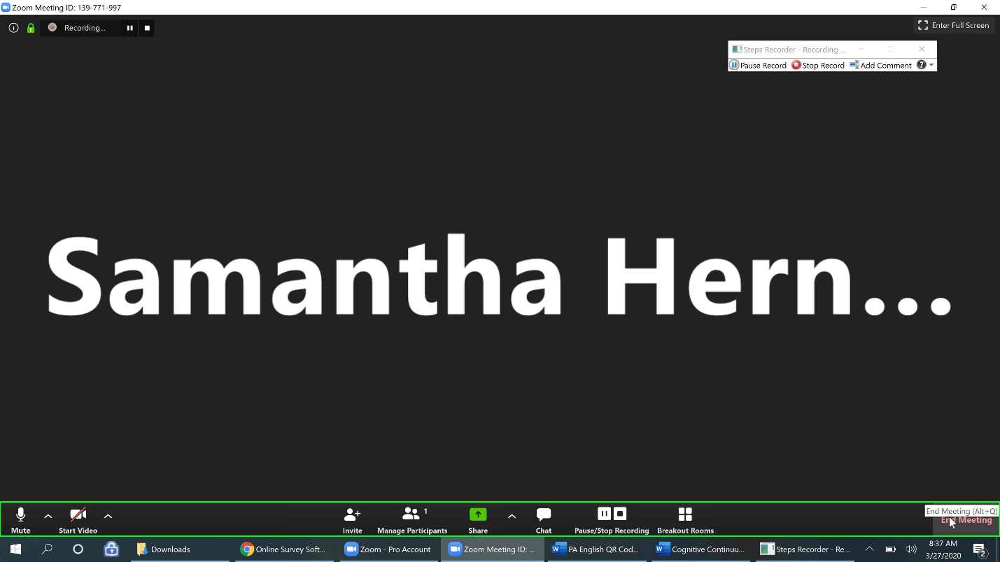 Zoom Meeting ID: 139-771-997
Recording...
Enter Full Screen
Steps Recorder - Recording ...
Pause Record Stop Record Add Comment
Samantha Hern...
End Meeting (Alt+Q)
End Meeting
1
Mute Start Video Invite Manage Participants Share Chat Pause/Stop Recording Breakout Rooms
Downloads Online Survey Soft... Zoom - Pro Account Zoom Meeting ID: ... PA English QR Cod... Cognitive Continuu... Steps Recorder - Re...
8:37 AM
3/27/2020
2